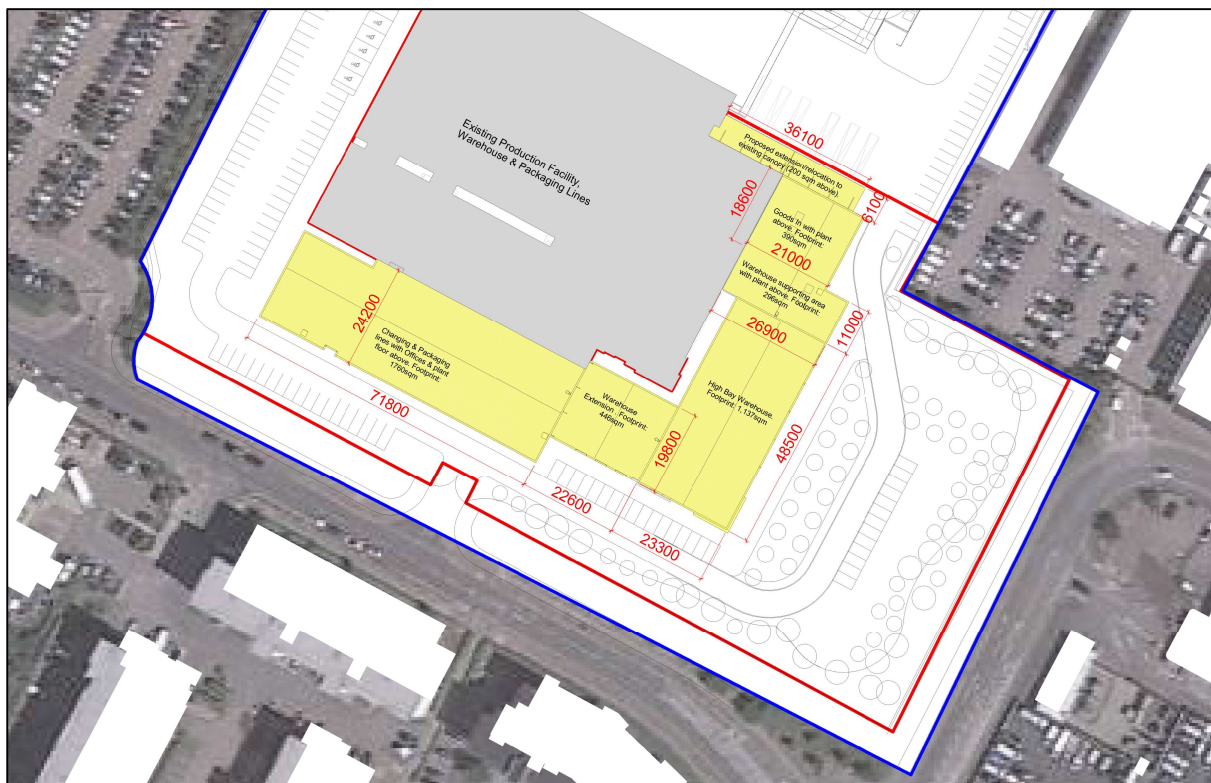 36100
Proposed extension/relocation to
existing canopy (200 sqm above).
Existing Production Facility,
Warehouse & Packaging Lines
18600
6100
Goods In with plant
above. Footprint:
390sqm
21000
Warehouse supporting area
with plant above. Footprint:
296sqm
11000
26900
24200
Changing & Packaging
lines with Offices & plant
floor above. Footprint:
1760sqm
71800
Warehouse
Extension . Footprint:
446sqm
High Bay Warehouse.
Footprint: 1,137sqm
19800
48500
22600
23300